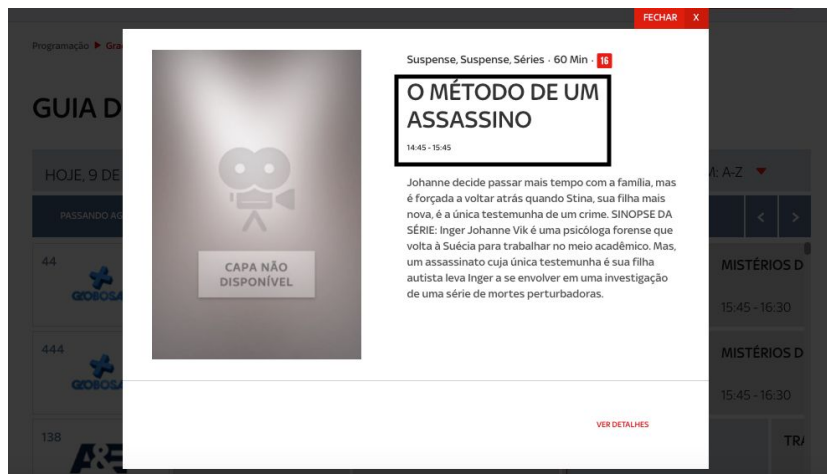 FECHAR X
Programação
GUIA D
HOJE, 9 DE
A-Z
44
444
138
A&E
CAPA NÃO
DISPONÍVEL
Suspense, Suspense, Séries · 60 Min · 16
O MÉTODO DE UM
ASSASSINO
14:45 - 15:45
Johanne decide passar mais tempo com a família, mas
é forçada a voltar atrás quando Stina, sua filha mais
nova, é a única testemunha de um crime. SINOPSE DA
SÉRIE: Inger Johanne Vik é uma psicóloga forense que
volta à Suécia para trabalhar no meio acadêmico. Mas,
um assassinato cuja única testemunha é sua filha
autista leva Inger a se envolver em uma investigação
de uma série de mortes perturbadoras.
VER DETALHES
PASSANDO AG
MISTÉRIOS D
15:45 - 16:30
MISTÉRIOS D
15:45 - 16:30